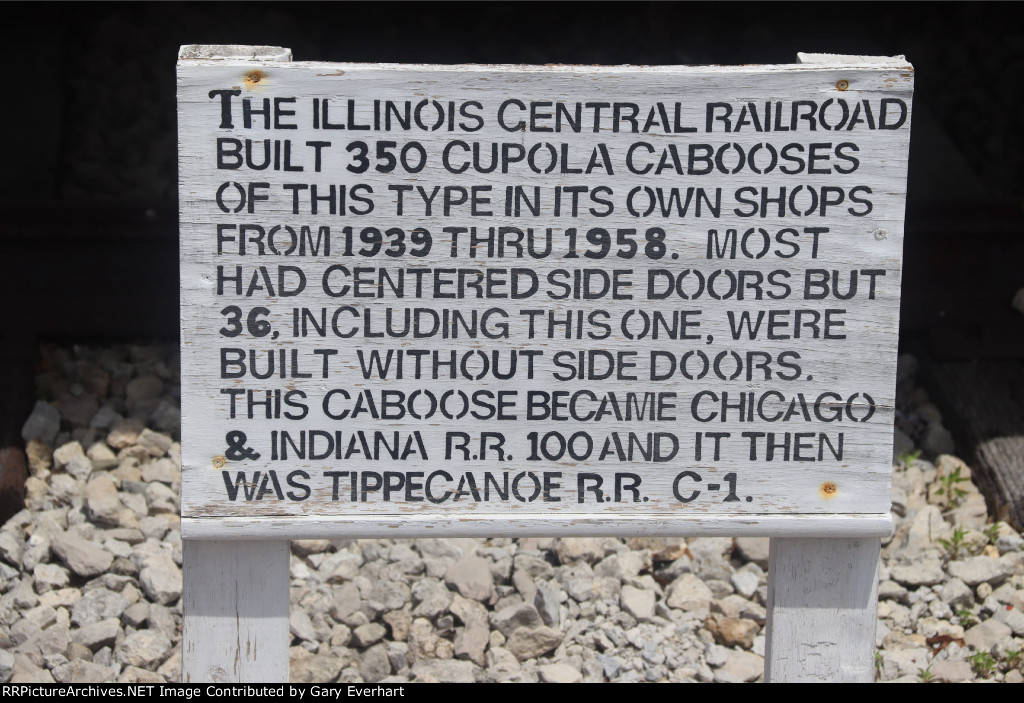 THE ILLINOIS CENTRAL RAILROAD
BUILT 350 CUPOLA CABOOSES
OF THIS TYPE IN ITS OWN SHOPS
FROM 1939 THRU 1958. MOST
HAD CENTERED SIDE DOORS BUT
36, INCLUDING THIS ONE, WERE
BUILT WITHOUT SIDE DOORS.
THIS CABOOSE BECAME CHICAGO
& INDIANA R.R. 100 AND IT THEN
WAS TIPPECANOE R.R. C-1.
RRPictureArchives.NET Image Contributed by Gary Everhart